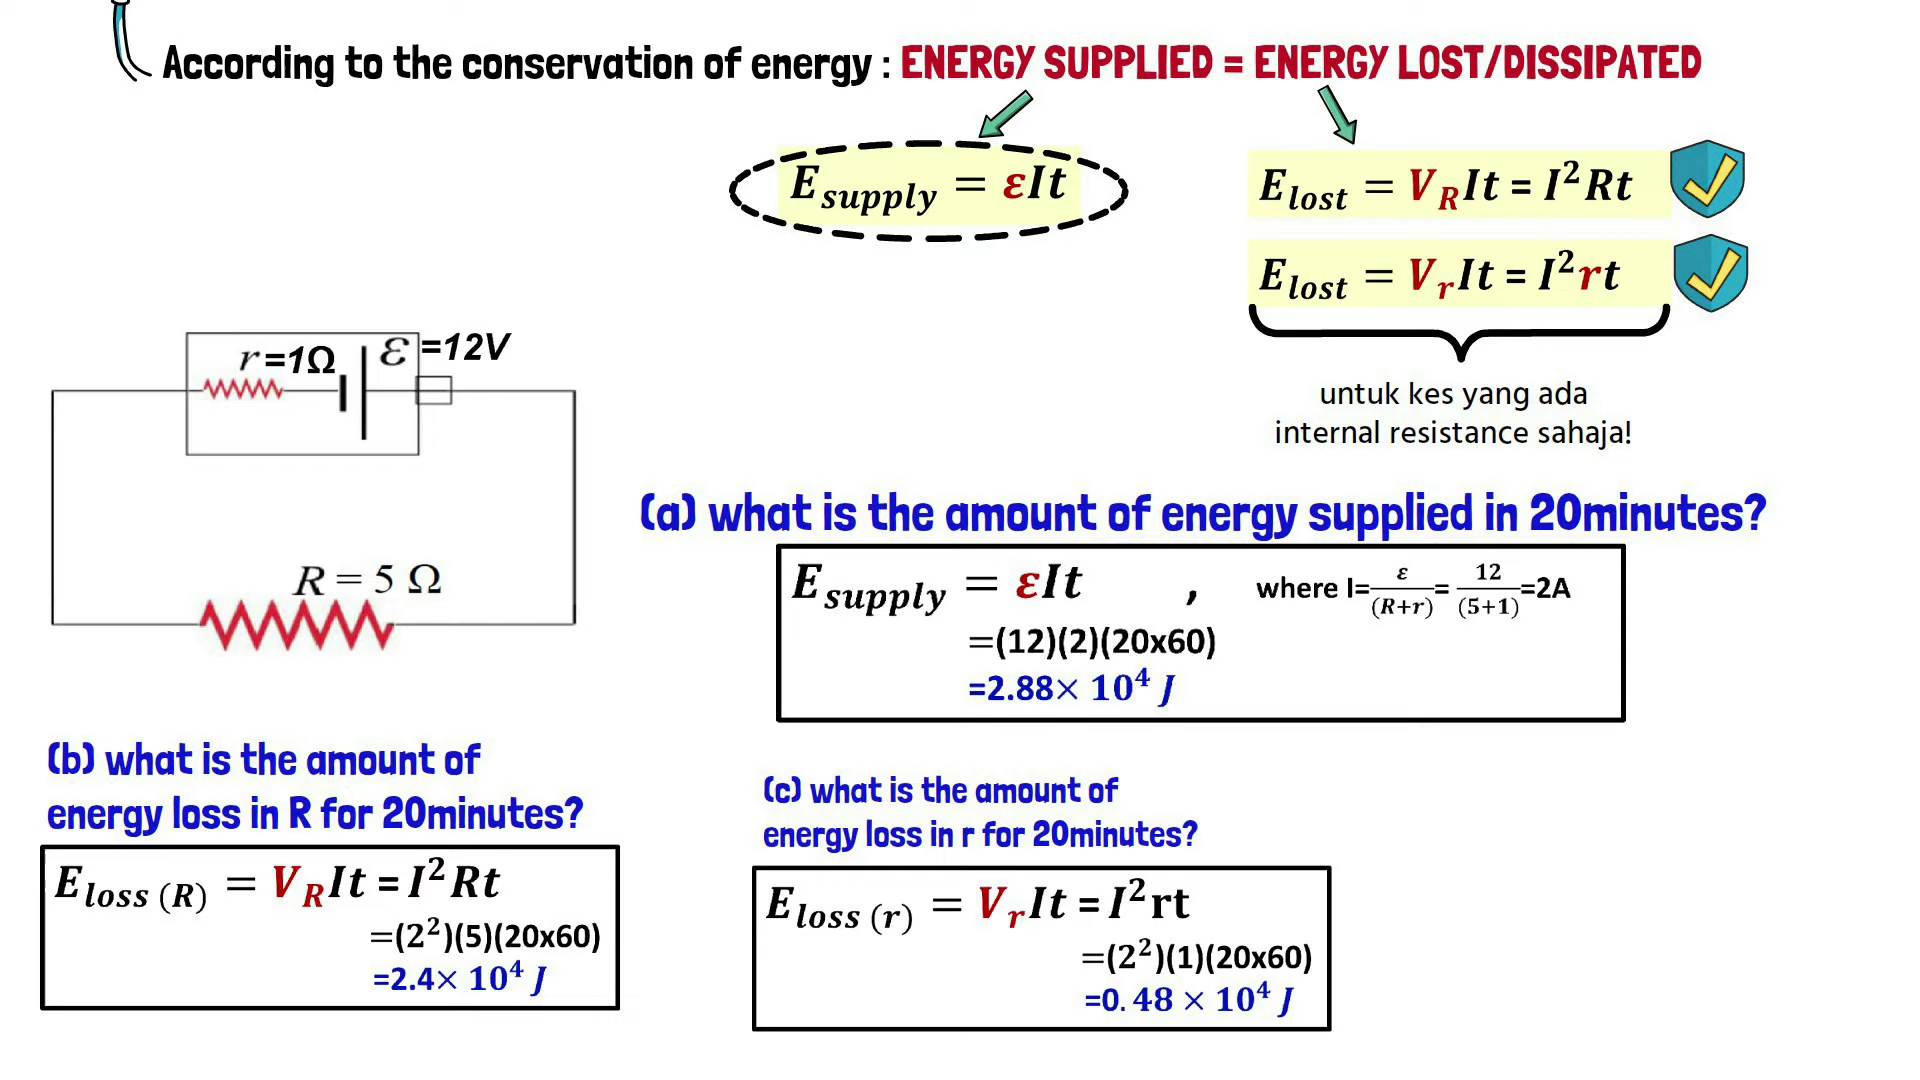 According to the conservation of energy : ENERGY SUPPLIED = ENERGY LOST/DISSIPATED
E_supply = εIt
E_lost = V_R It = I²Rt
E_lost = V_r It = I²rt
untuk kes yang ada
internal resistance sahaja!
r=1Ω
ε =12V
R = 5 Ω
(a) what is the amount of energy supplied in 20minutes?
E_supply = εIt , where I=ε/(R+r)=12/(5+1)=2A
=(12)(2)(20x60)
=2.88× 10⁴ J
(b) what is the amount of
energy loss in R for 20minutes?
E_loss (R) = V_R It = I²Rt
=(2²)(5)(20x60)
=2.4× 10⁴ J
(c) what is the amount of
energy loss in r for 20minutes?
E_loss (r) = V_r It = I²rt
=(2²)(1)(20x60)
=0.48 × 10⁴ J